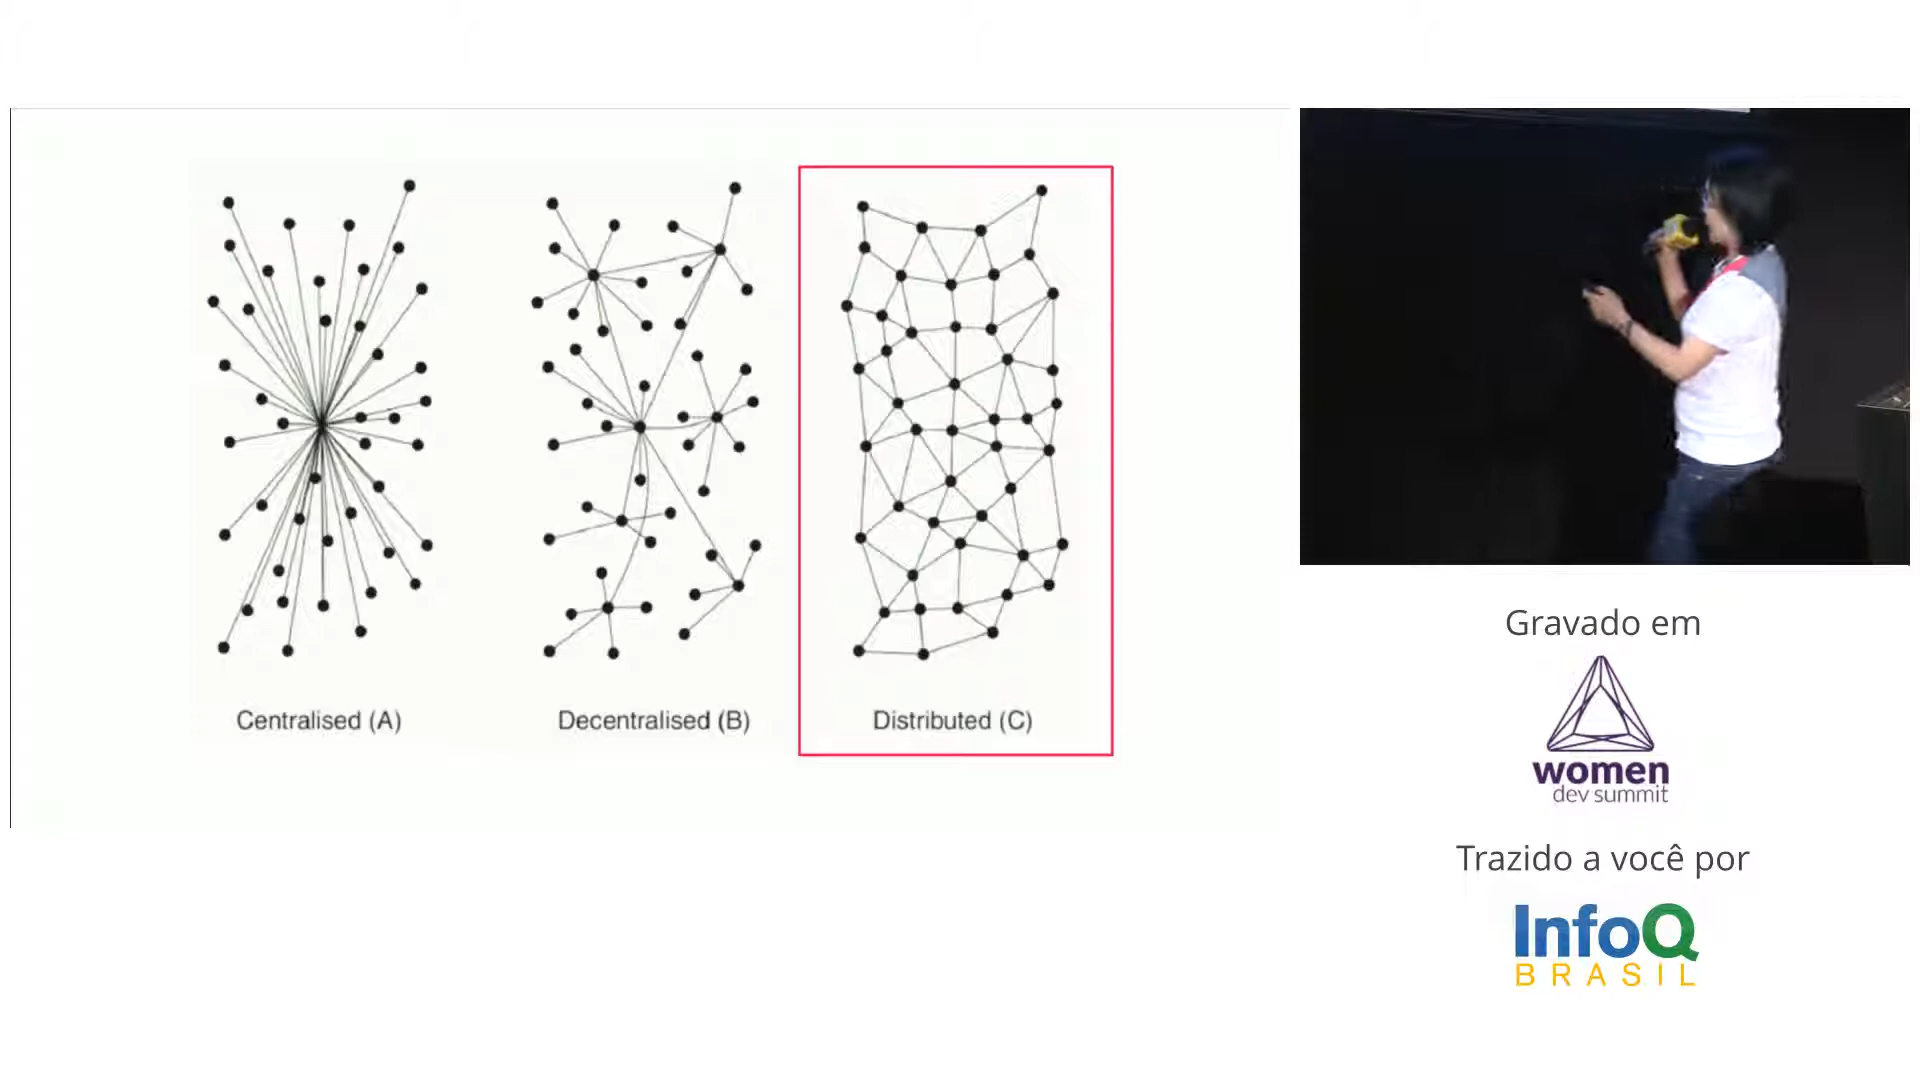 Centralised (A)
Decentralised (B)
Distributed (C)
Gravado em
women
dev summit
Trazido a você por
InfoQ
BRASIL